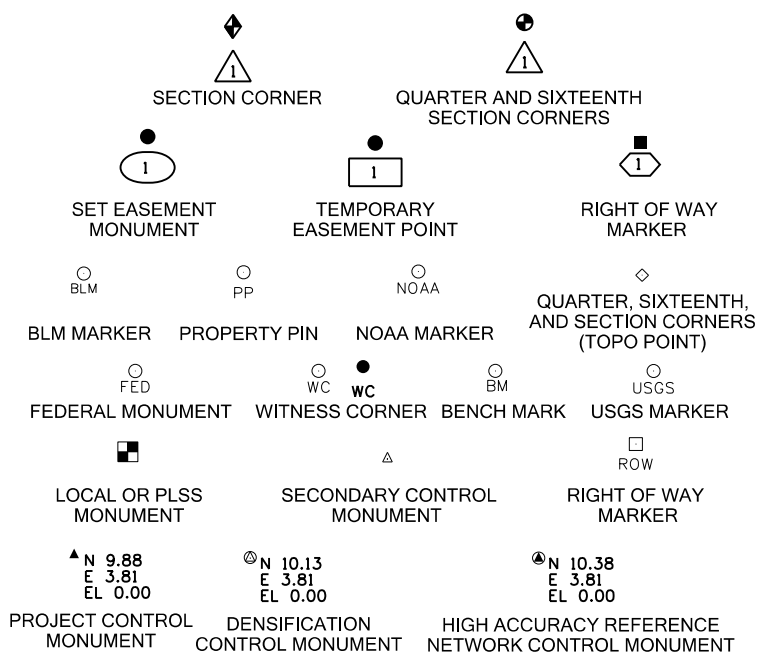 1
SECTION CORNER
1
QUARTER AND SIXTEENTH
SECTION CORNERS
1
SET EASEMENT
MONUMENT
1
TEMPORARY
EASEMENT POINT
1
RIGHT OF WAY
MARKER
BLM
BLM MARKER
PP
PROPERTY PIN
NOAA
NOAA MARKER
QUARTER, SIXTEENTH,
AND SECTION CORNERS
(TOPO POINT)
FED
FEDERAL MONUMENT
WC
WC
WITNESS CORNER
BM
BENCH MARK
USGS
USGS MARKER
LOCAL OR PLSS
MONUMENT
SECONDARY CONTROL
MONUMENT
ROW
RIGHT OF WAY
MARKER
N 9.88
E 3.81
EL 0.00
PROJECT CONTROL
MONUMENT
N 10.13
E 3.81
EL 0.00
DENSIFICATION
CONTROL MONUMENT
N 10.38
E 3.81
EL 0.00
HIGH ACCURACY REFERENCE
NETWORK CONTROL MONUMENT